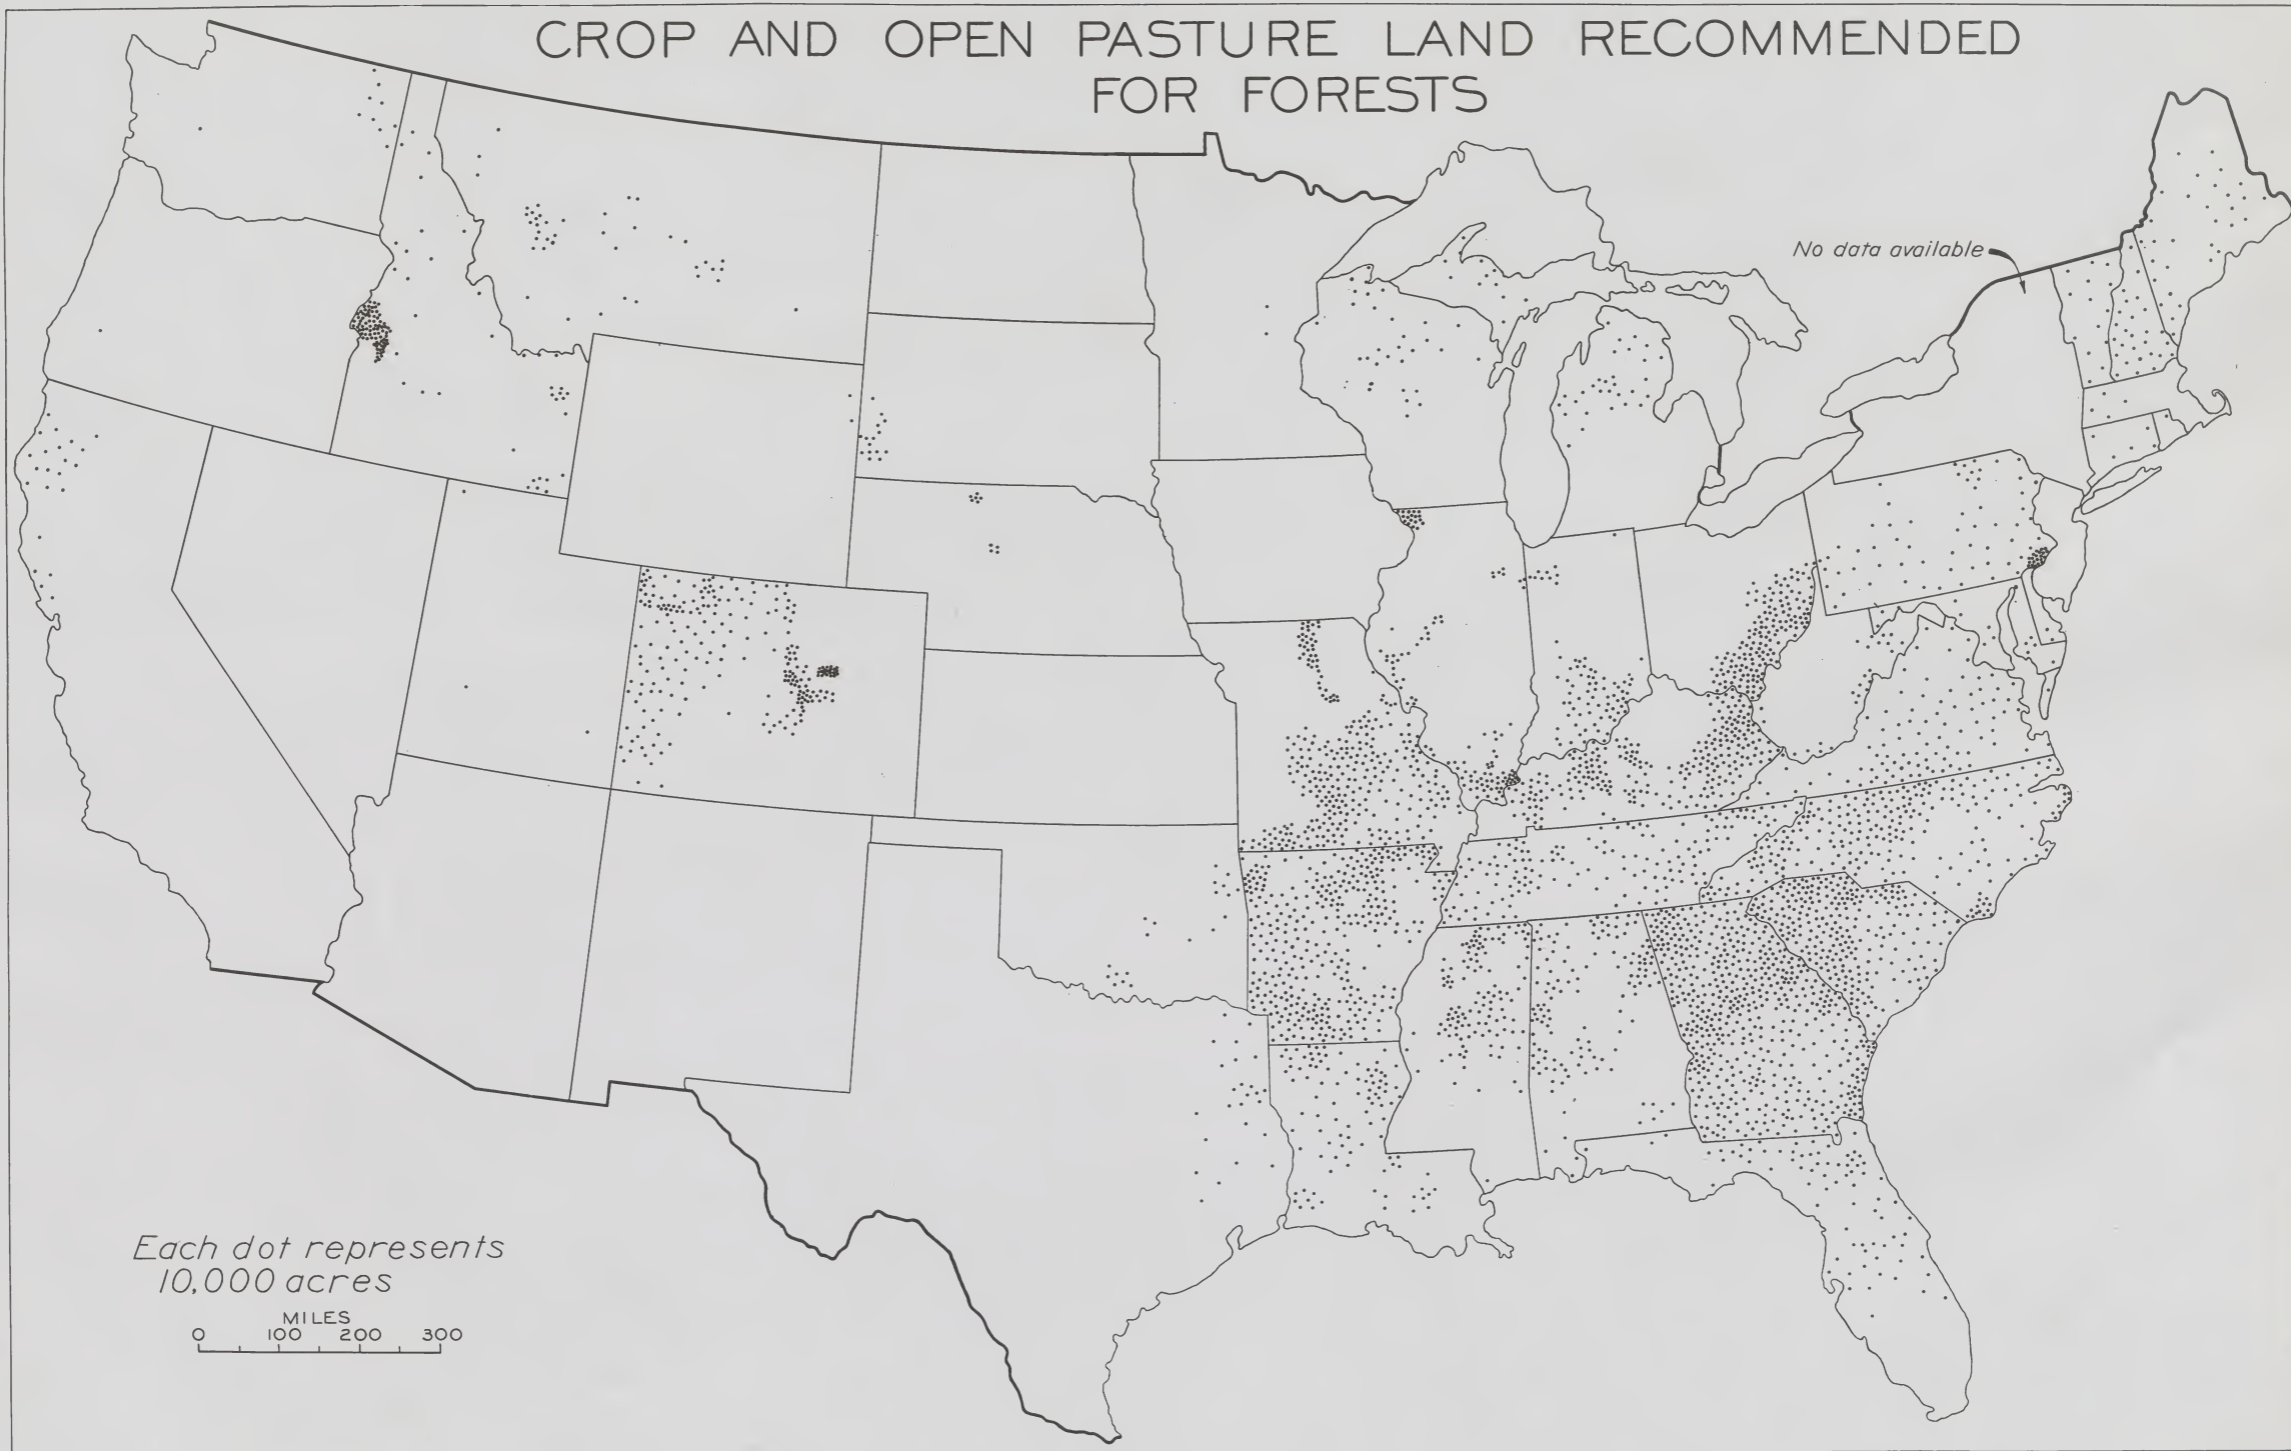 CROP AND OPEN PASTURE LAND RECOMMENDED
FOR FORESTS
No data available
Each dot represents
10,000 acres
MILES
0 100 200 300